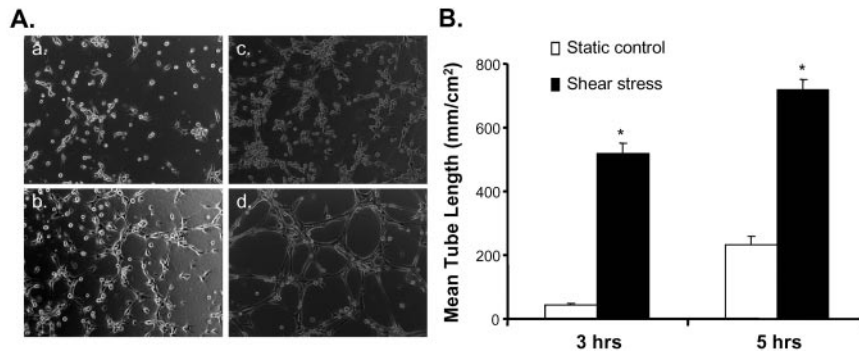 A.
a.
c.
b.
d.
B.
Static control
Shear stress
Mean Tube Length (mm/cm²)
800
600
400
200
0
*
*
3 hrs
5 hrs